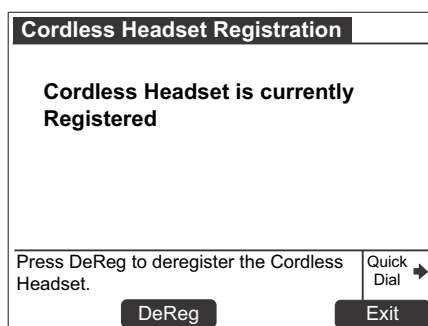 Cordless Headset Registration
Cordless Headset is currently
Registered
Press DeReg to deregister the Cordless
Headset.
Quick
Dial
DeReg
Exit